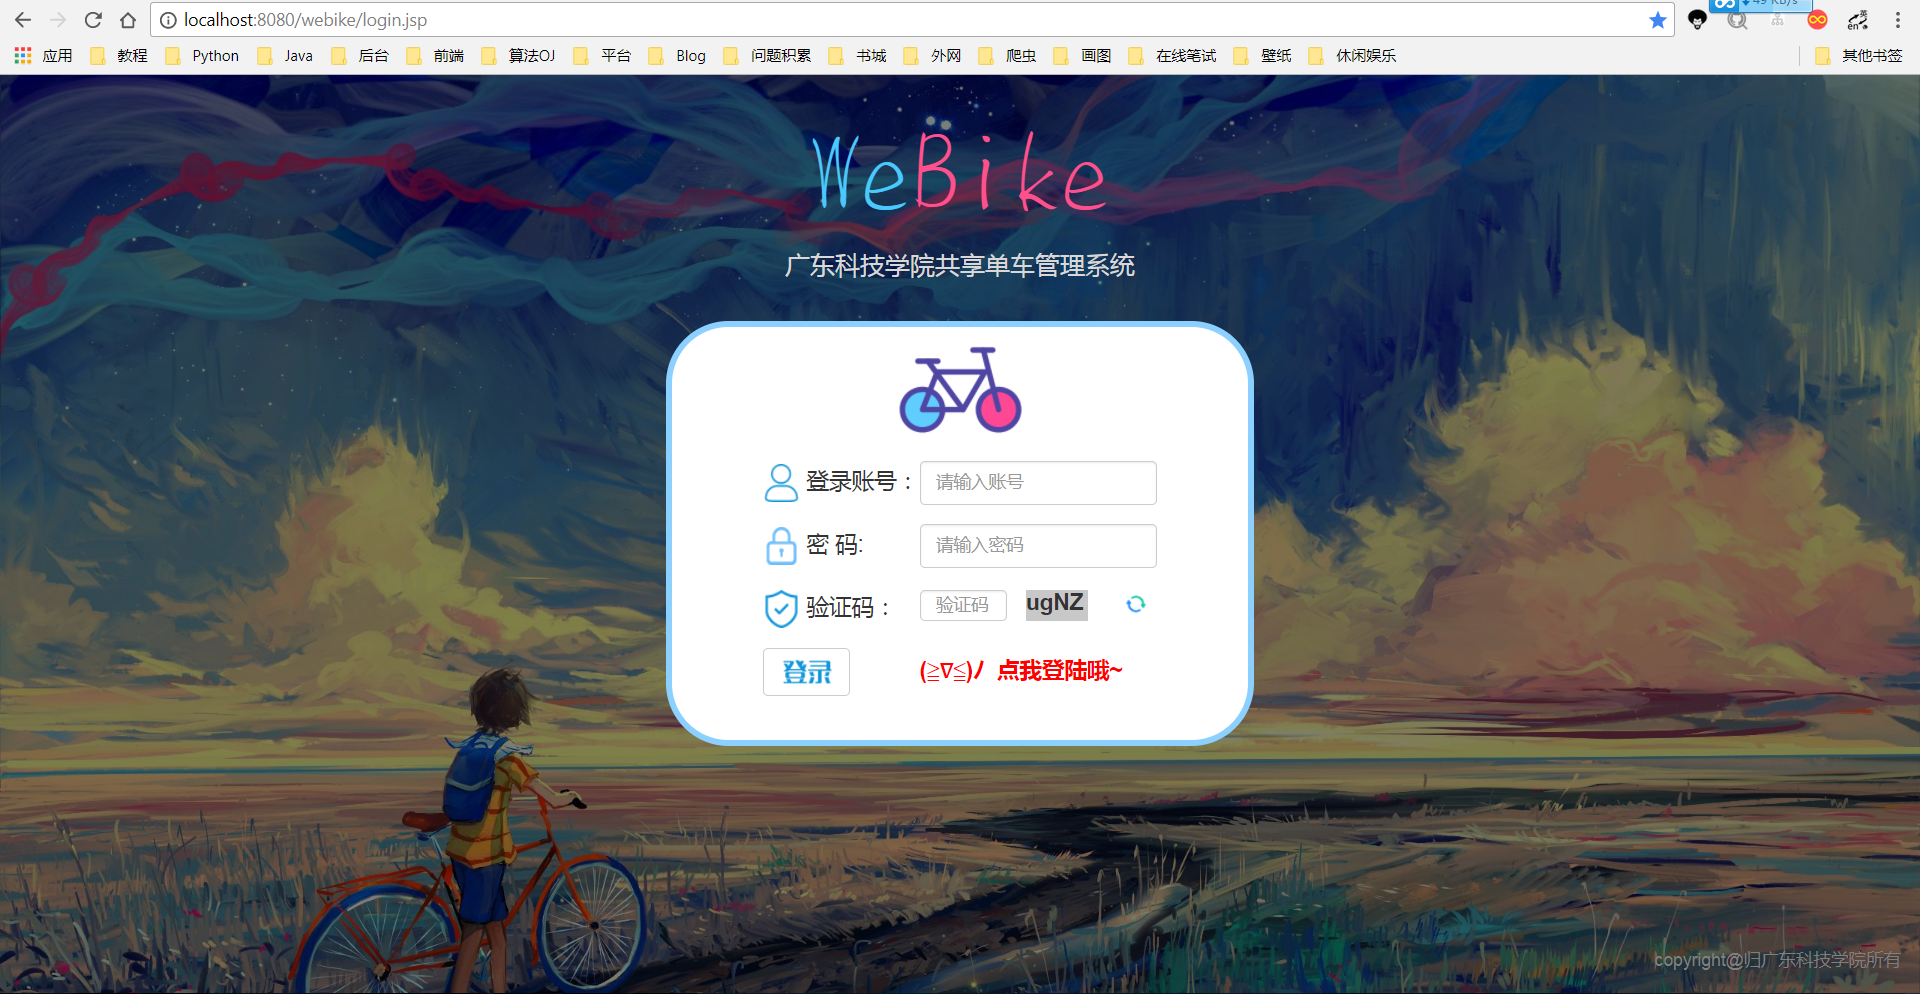 localhost:8080/webike/login.jsp
应用 教程 Python Java 后台 前端 算法OJ 平台 Blog 问题积累 书城 外网 爬虫 画图 在线笔试 壁纸 休闲娱乐 其他书签
WeBike
广东科技学院共享单车管理系统
登录账号： 请输入账号
密 码: 请输入密码
验证码： 验证码 ugNZ
登录 (≧∇≦)ﾉ 点我登陆哦~
copyright@归广东科技学院所有